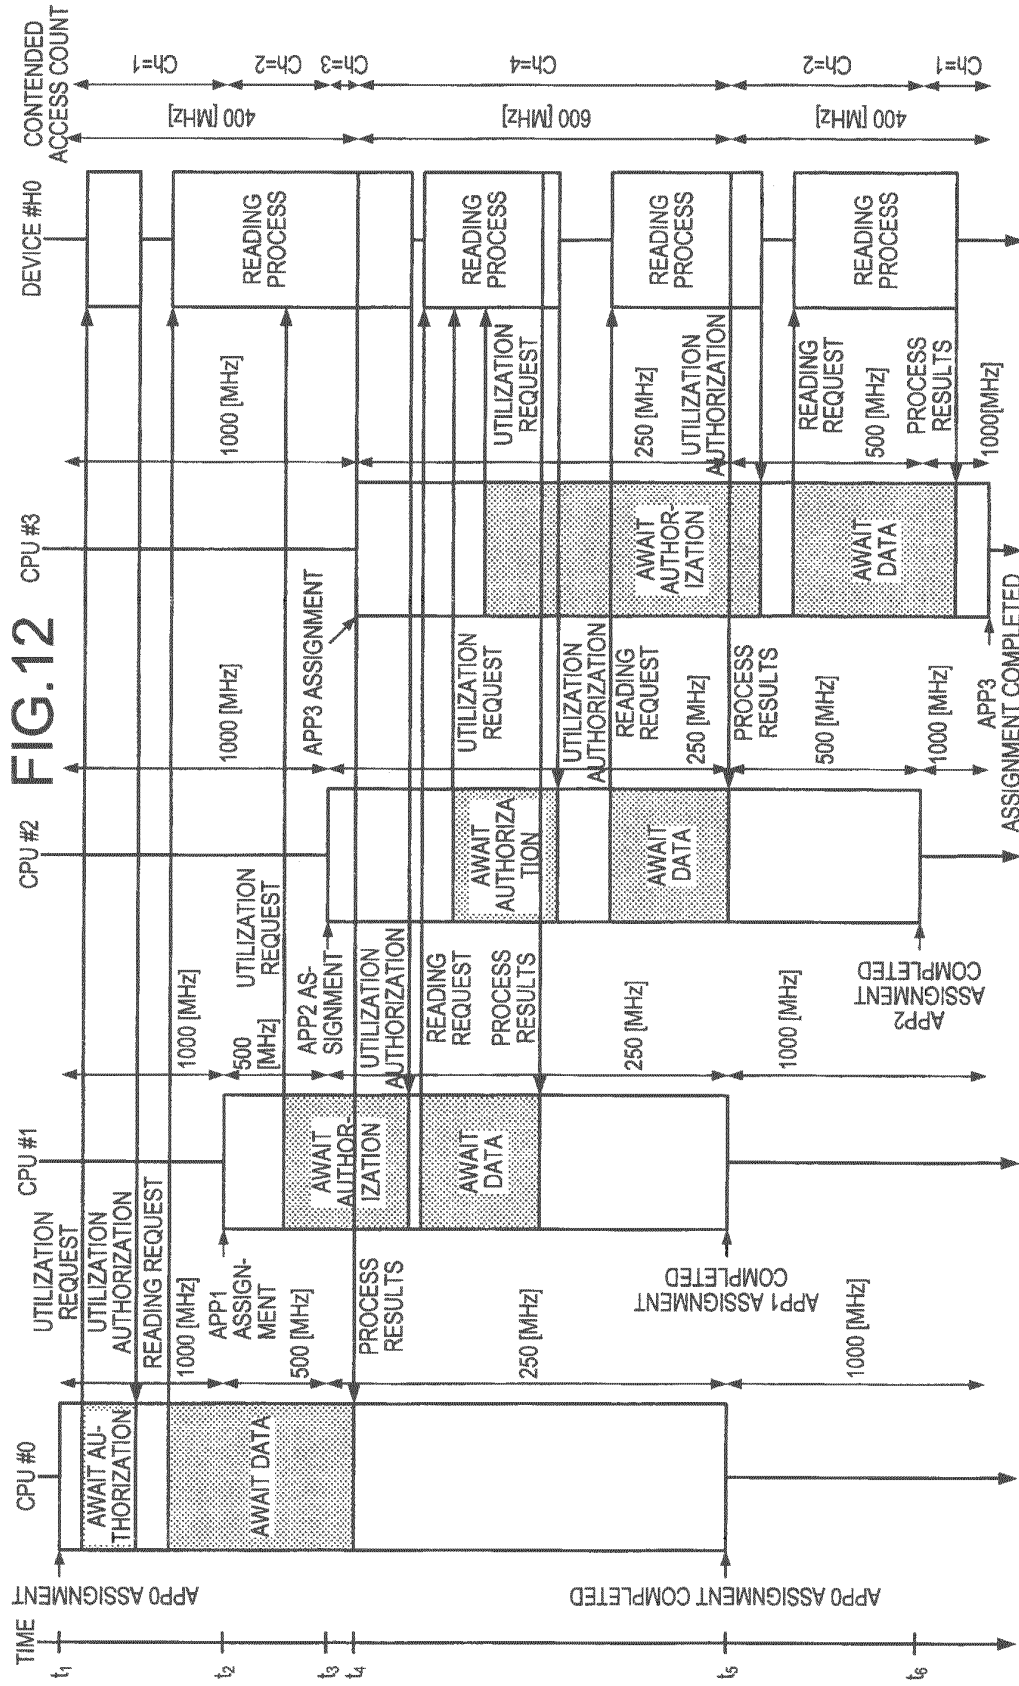 FIG.12
TIME
t1
t2
t3
t4
t5
t6
APP0 ASSIGNMENT
APP0 ASSIGNMENT COMPLETED
CPU #0
AWAIT AU-
THORIZATION
AWAIT DATA
UTILIZATION
REQUEST
UTILIZATION
AUTHORIZATION
READING REQUEST
1000 [MHz]
APP1
ASSIGN-
MENT
500 [MHz]
PROCESS
RESULTS
250 [MHz]
APP1 ASSIGNMENT
COMPLETED
1000 [MHz]
CPU #1
AWAIT
AUTHOR-
IZATION
AWAIT
DATA
1000 [MHz]
500
[MHz]
UTILIZATION
REQUEST
APP2 AS-
SIGNMENT
UTILIZATION
AUTHORIZATION
READING
REQUEST
PROCESS
RESULTS
250 [MHz]
1000 [MHz]
APP2
ASSIGNMENT
COMPLETED
CPU #2
AWAIT
AUTHORIZA
TION
AWAIT
DATA
1000 [MHz]
APP3 ASSIGNMENT
UTILIZATION
REQUEST
UTILIZATION
AUTHORIZATION
READING
REQUEST
250 [MHz]
PROCESS
RESULTS
500 [MHz]
1000 [MHz]
APP3
ASSIGNMENT COMPLETED
CPU #3
AWAIT
AUTHOR-
IZATION
AWAIT
DATA
1000 [MHz]
UTILIZATION
REQUEST
250 [MHz]
UTILIZATION
AUTHORIZATION
READING
REQUEST
500 [MHz]
PROCESS
RESULTS
1000[MHz]
DEVICE #H0
READING
PROCESS
READING
PROCESS
READING
PROCESS
READING
PROCESS
CONTENDED
ACCESS COUNT
400 [MHz]
600 [MHz]
400 [MHz]
Ch=1
Ch=2
Ch=3
Ch=4
Ch=2
Ch=1